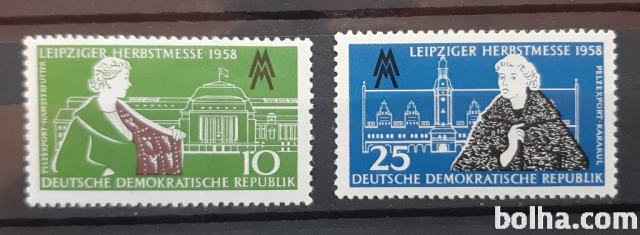 LEIPZIGER HERBSTMESSE 1958
MM
PELZEXPORT-HAMSTERFUTTER
10
DEUTSCHE DEMOKRATISCHE REPUBLIK
LEIPZIGER HERBSTMESSE 1958
MM
PELZEXPORT-KARAKUL
25
DEUTSCHE DEMOKRATISCHE REPUBLIK
bolha.com